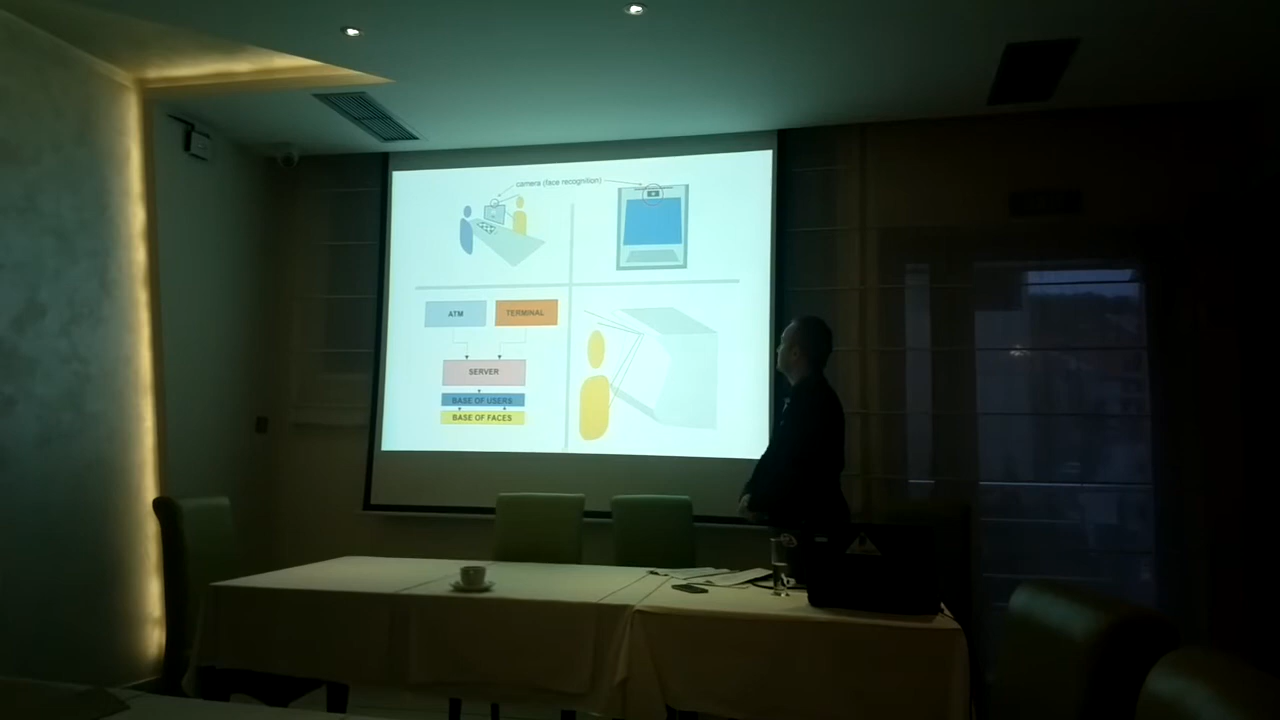 camera (face recognition)
ATM
TERMINAL
SERVER
BASE OF USERS
BASE OF FACES